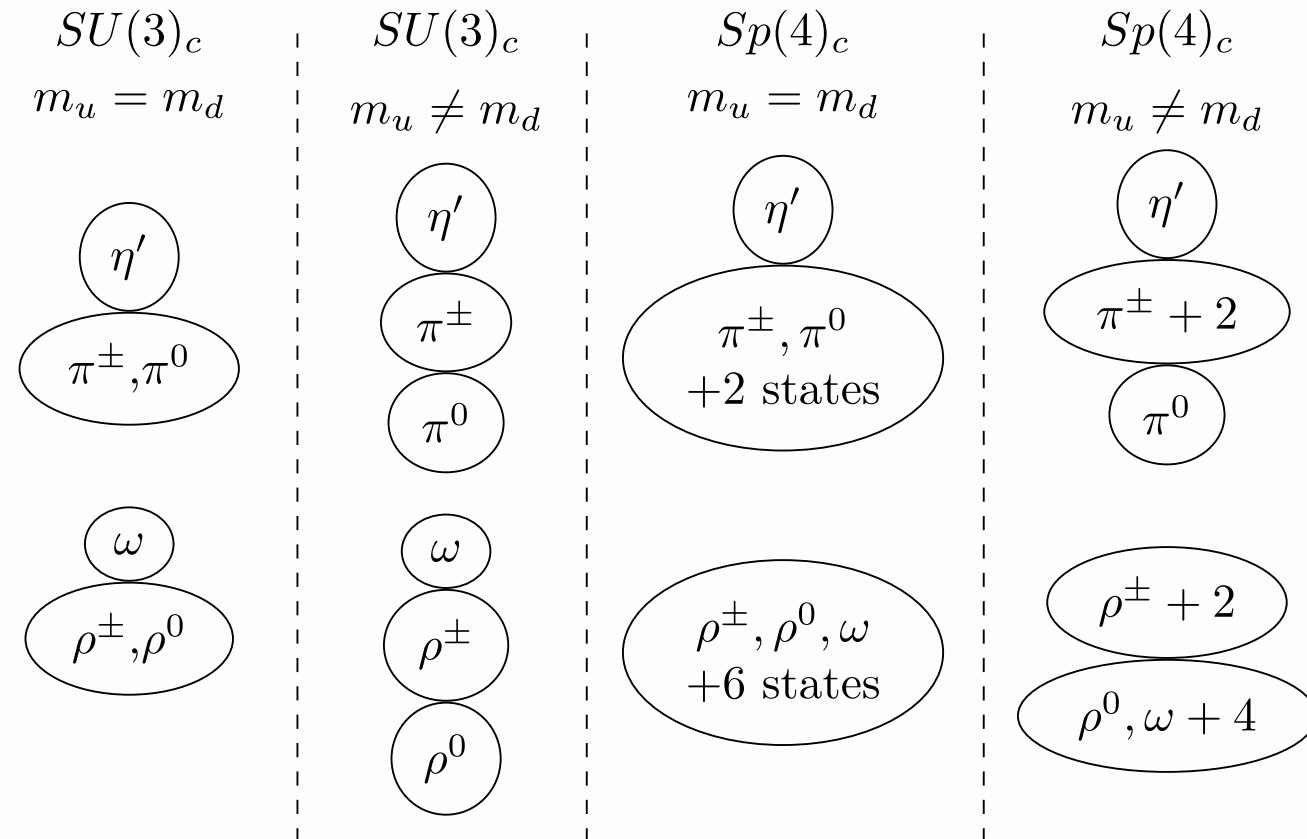 SU(3)_c
m_u = m_d
η′
π^±,π^0
ω
ρ^±,ρ^0
SU(3)_c
m_u ≠ m_d
η′
π^±
π^0
ω
ρ^±
ρ^0
Sp(4)_c
m_u = m_d
η′
π^±, π^0
+2 states
ρ^±, ρ^0, ω
+6 states
Sp(4)_c
m_u ≠ m_d
η′
π^± + 2
π^0
ρ^± + 2
ρ^0, ω + 4